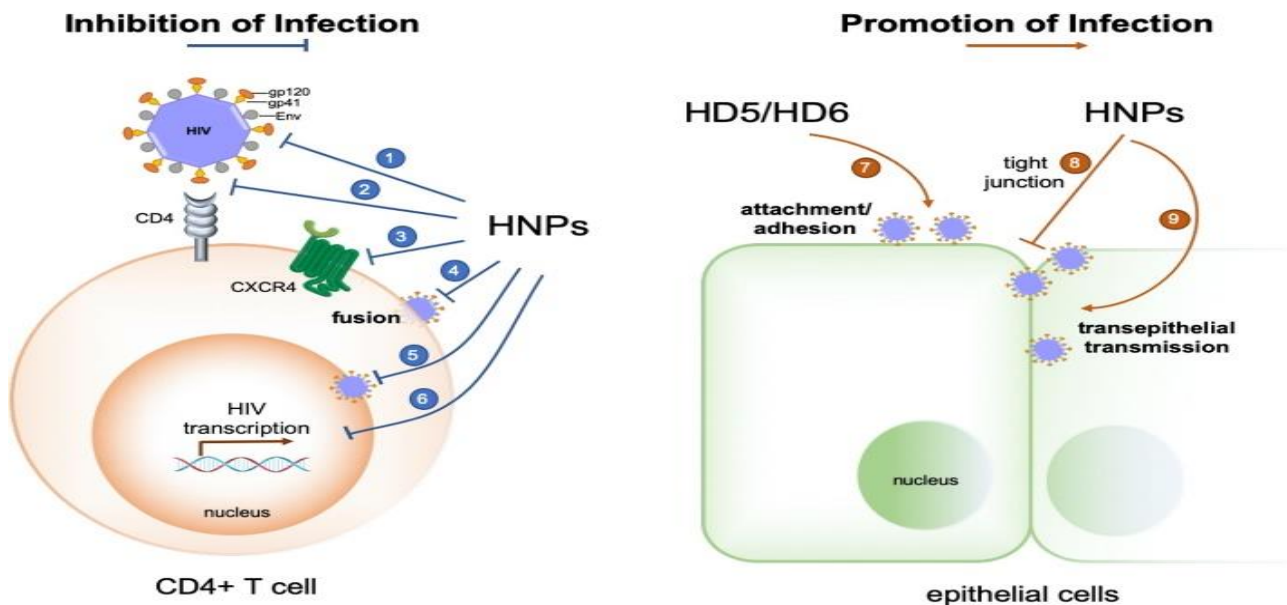 Inhibition of Infection
gp120
gp41
Env
HIV
1
2
CD4
HNPs
3
CXCR4
4
fusion
5
6
HIV
transcription
nucleus
CD4+ T cell
Promotion of Infection
HD5/HD6
HNPs
7
tight
junction
8
attachment/
adhesion
9
transepithelial
transmission
nucleus
epithelial cells